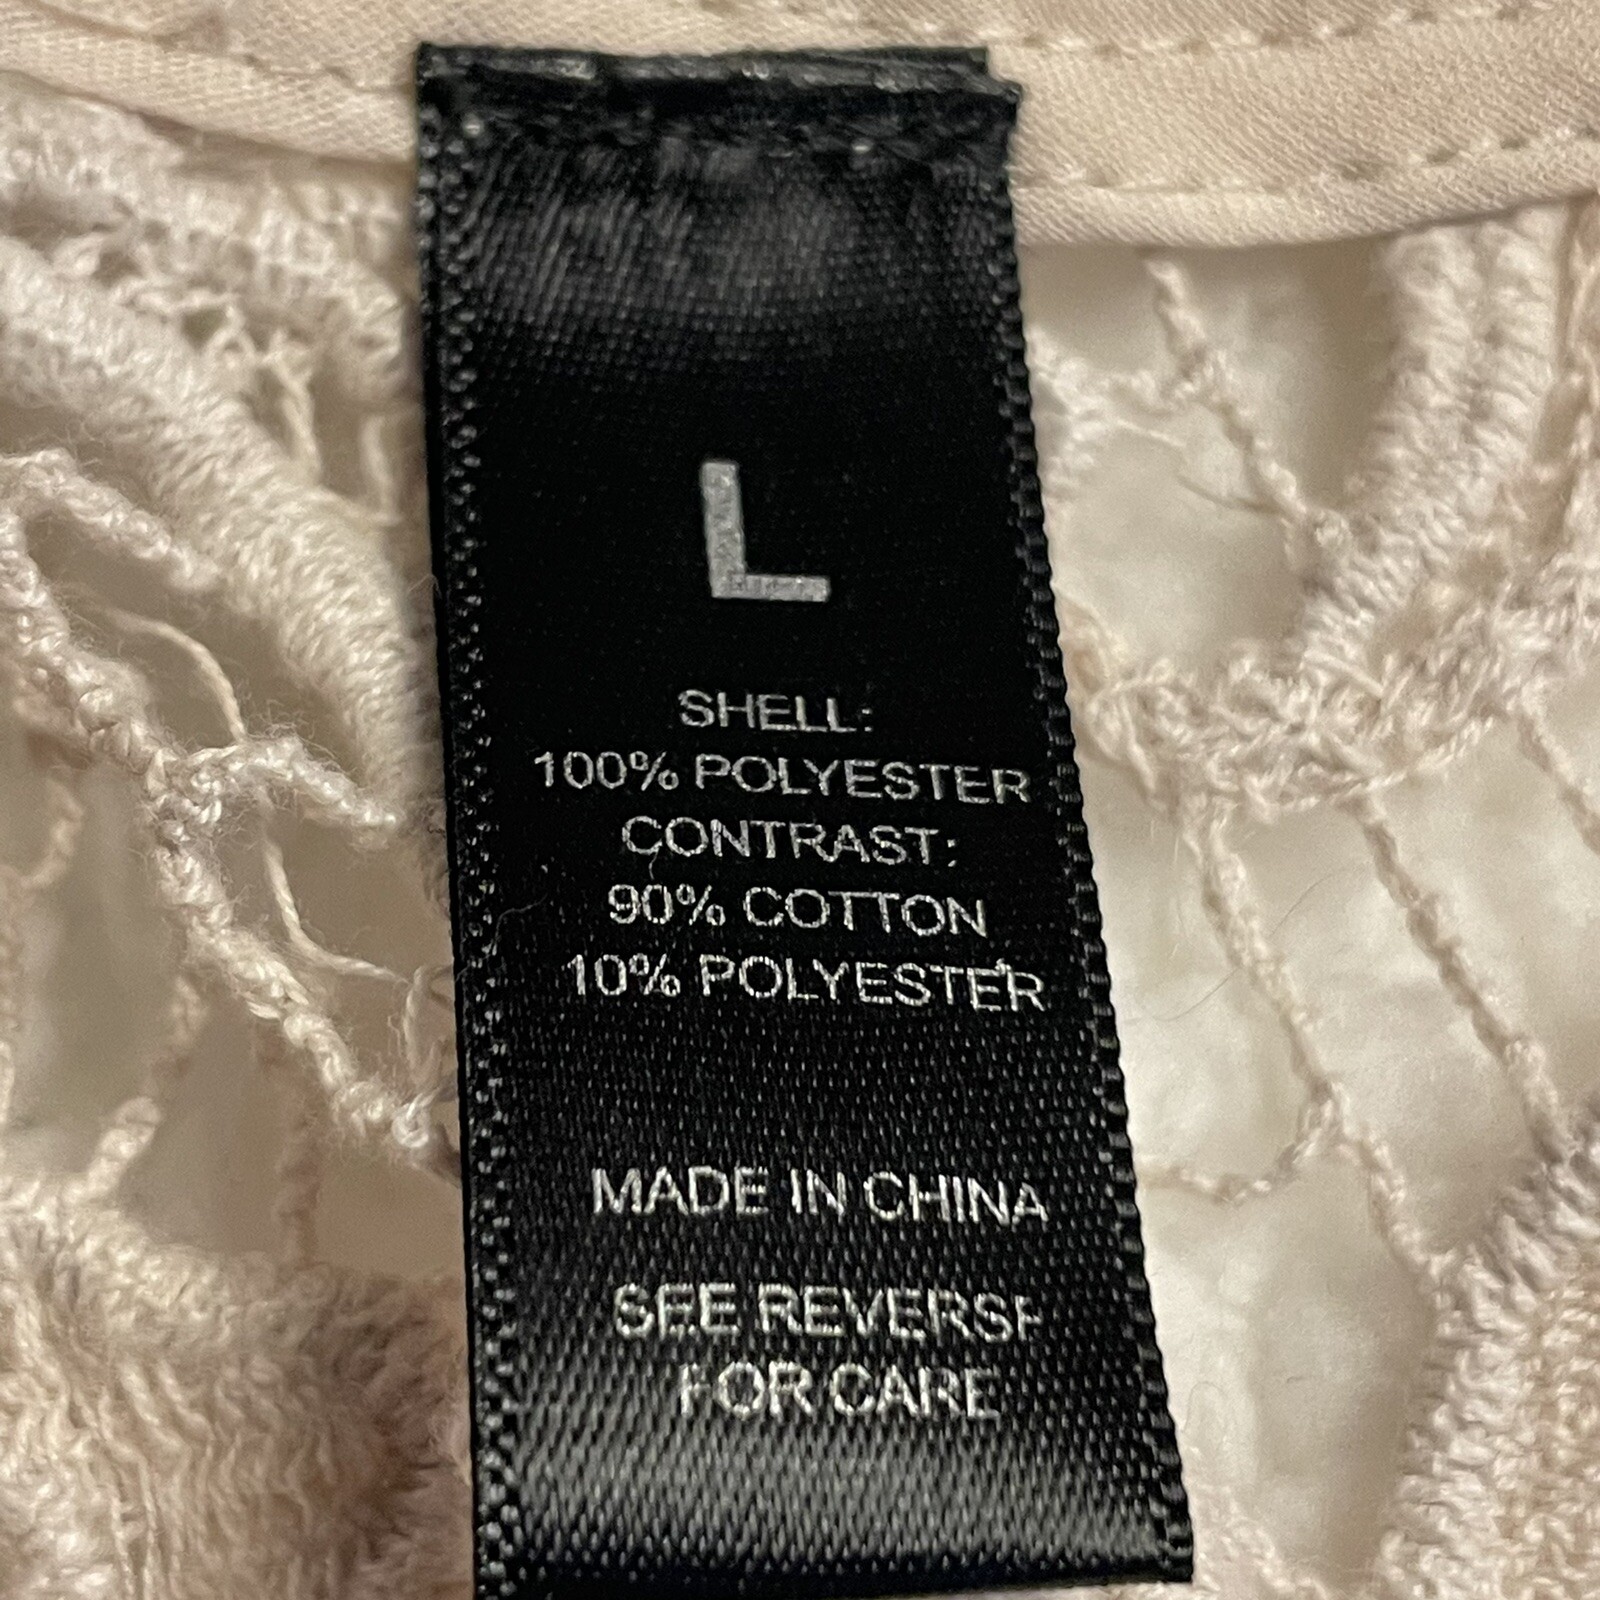 L
SHELL:
100% POLYESTER
CONTRAST:
90% COTTON
10% POLYESTER
MADE IN CHINA
SEE REVERSE
FOR CARE